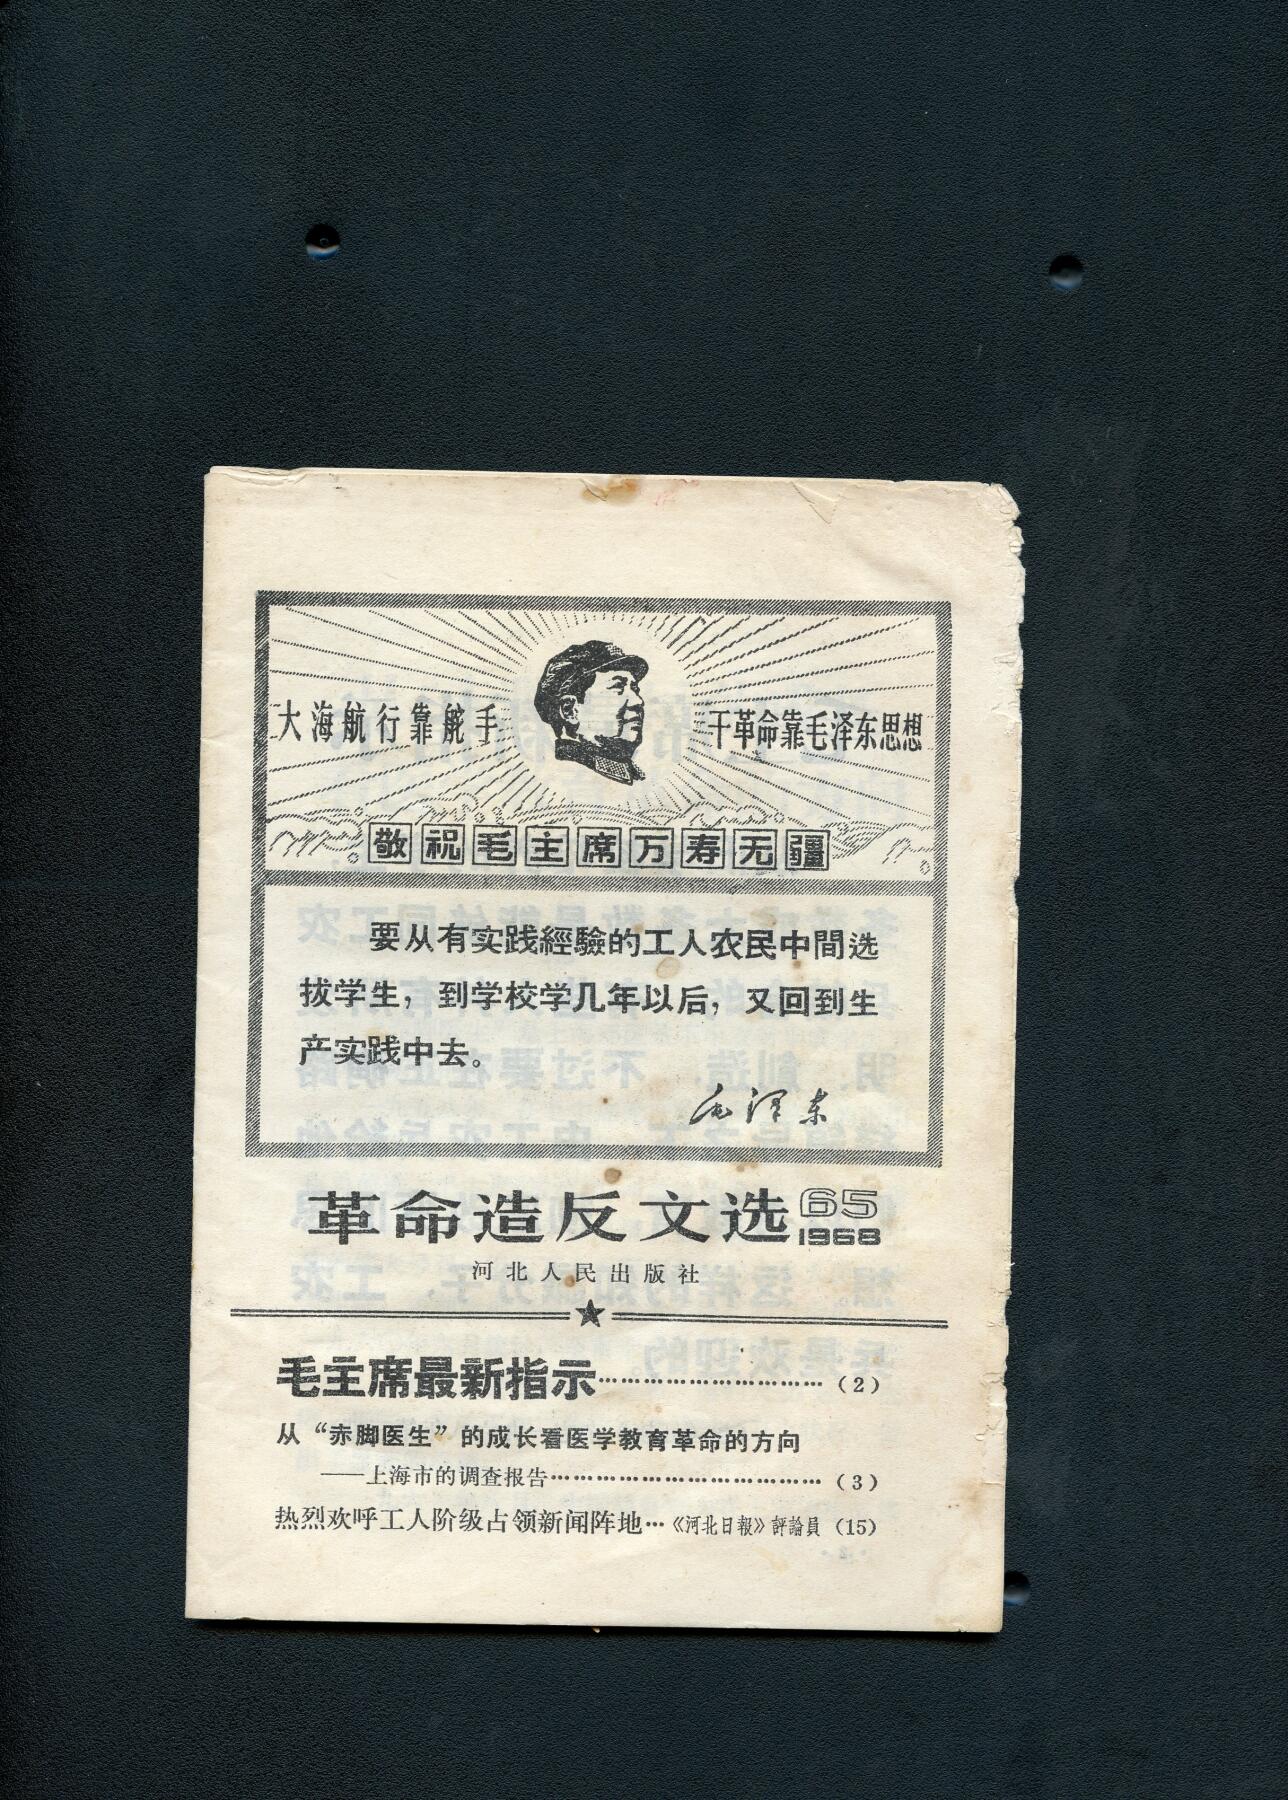 大海航行靠舵手
干革命靠毛泽东思想
敬祝毛主席万寿无疆
要从有实践經驗的工人农民中間选
拔学生，到学校学几年以后，又回到生
产实践中去。
毛泽东
革命造反文选 65
1968
河北人民出版社
毛主席最新指示……………………（2）
从“赤脚医生”的成长看医学教育革命的方向
——上海市的调查报告………………………………（3）
热烈欢呼工人阶级占领新闻阵地…《河北日報》評論員（15）